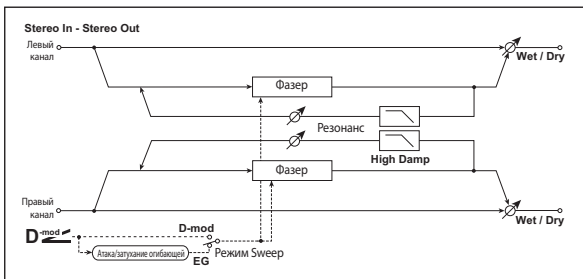 Stereo In - Stereo Out
Левый
канал
Wet / Dry
Фазер
Резонанс
High Damp
Фазер
Правый
канал
Wet / Dry
D-mod
D-mod
Режим Sweep
Атака/затухание огибающей
EG